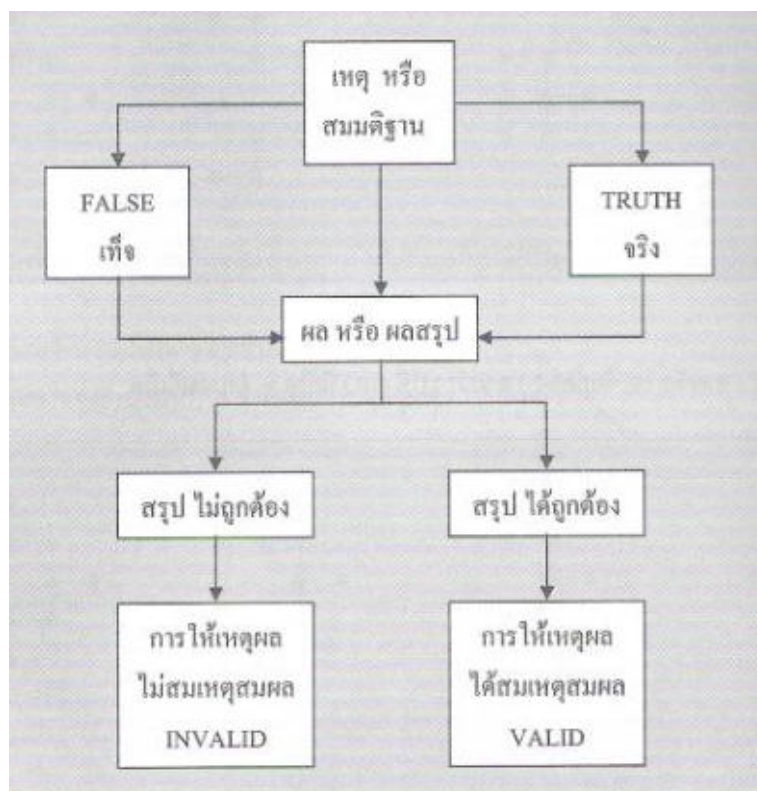 เหตุ หรือ
สมมติฐาน
FALSE
เท็จ
TRUTH
จริง
ผล หรือ ผลสรุป
สรุป ไม่ถูกต้อง
สรุป ได้ถูกต้อง
การให้เหตุผล
ไม่สมเหตุสมผล
INVALID
การให้เหตุผล
ได้สมเหตุสมผล
VALID